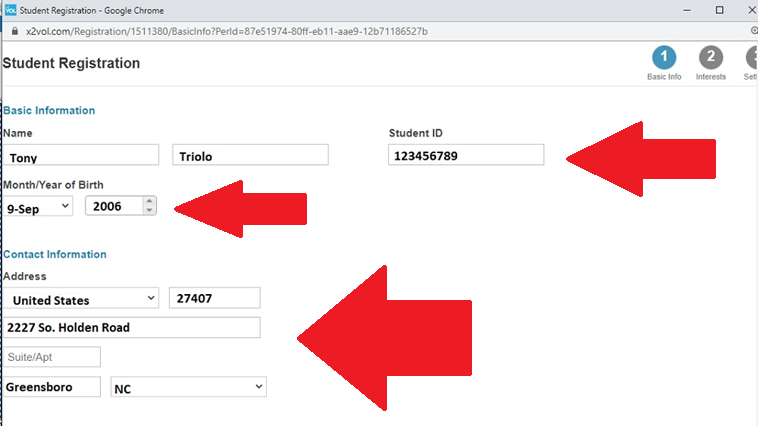 VOL Student Registration - Google Chrome
x2vol.com/Registration/1511380/BasicInfo?PerId=87e51974-80ff-eb11-aae9-12b71186527b
Student Registration
1 2
Basic Info Interests
Basic Information
Name Student ID
Tony Triolo 123456789
Month/Year of Birth
9-Sep 2006
Contact Information
Address
United States 27407
2227 So. Holden Road
Suite/Apt
Greensboro NC